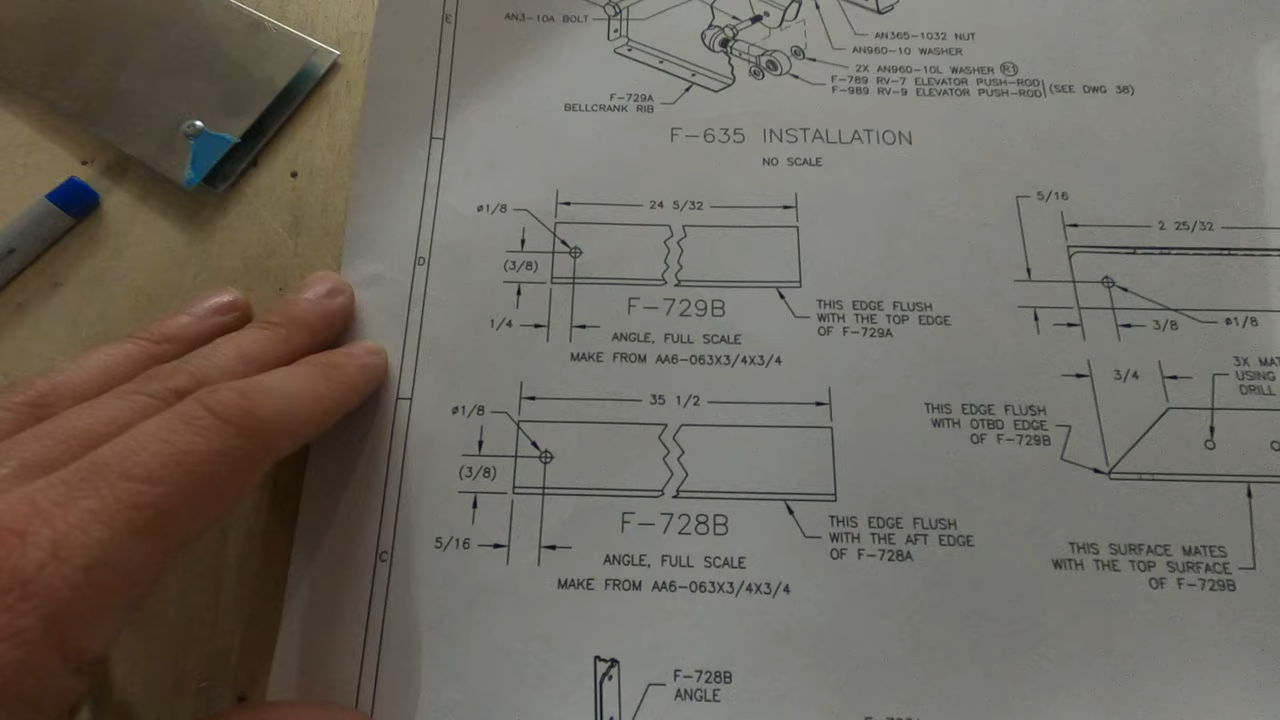 E
AN3-10A BOLT
AN365-1032 NUT
AN960-10 WASHER
2X AN960-10L WASHER R1
F-789 RV-7 ELEVATOR PUSH-ROD
F-989 RV-9 ELEVATOR PUSH-ROD
(SEE DWG 38)
F-729A
BELLCRANK RIB
F-635 INSTALLATION
NO SCALE
24 5/32
ø1/8
(3/8)
1/4
D
F-729B
ANGLE, FULL SCALE
MAKE FROM AA6-063X3/4X3/4
THIS EDGE FLUSH
WITH THE TOP EDGE
OF F-729A
5/16
2 25/32
3/8
ø1/8
35 1/2
ø1/8
(3/8)
5/16
C
F-728B
ANGLE, FULL SCALE
MAKE FROM AA6-063X3/4X3/4
THIS EDGE FLUSH
WITH THE AFT EDGE
OF F-728A
3/4
3X MAT
USING
DRILL
THIS EDGE FLUSH
WITH OTBD EDGE
OF F-729B
THIS SURFACE MATES
WITH THE TOP SURFACE
OF F-729B
F-728B
ANGLE